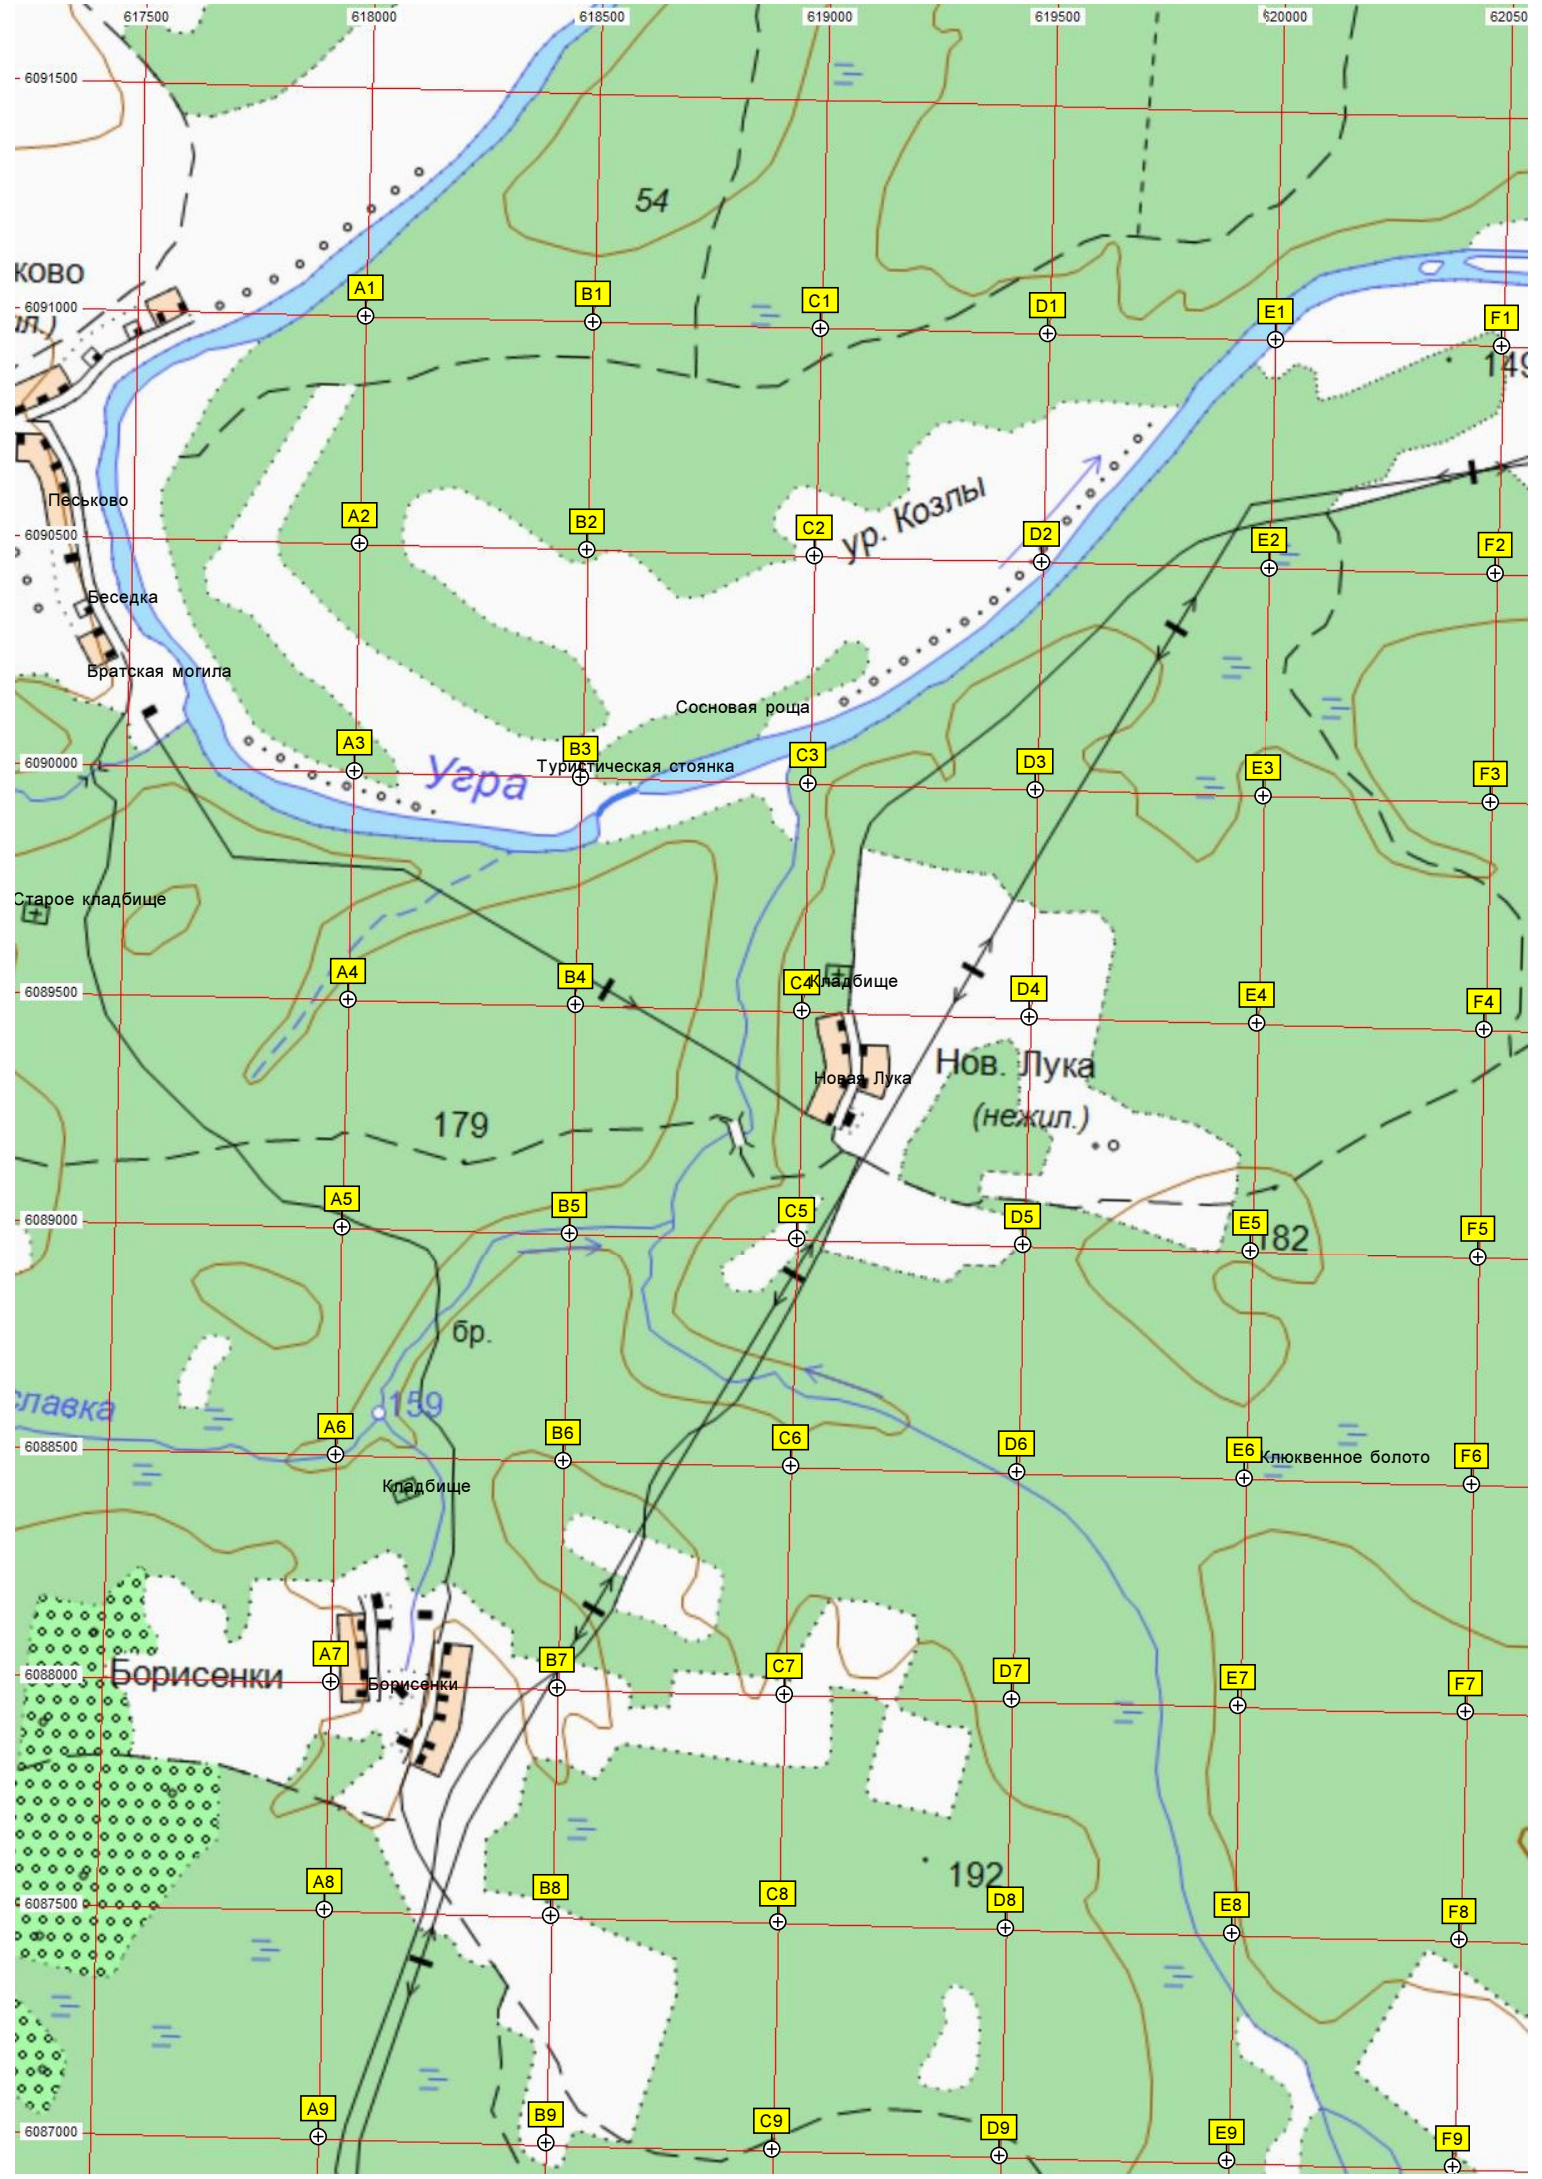 617500 618000 618500 619000 619500 620000 62050
6091500
54
ково
A1 B1 C1 D1 E1 F1
6091000
ил.)
149
ур. Козлы
Песьково
A2 B2 C2 D2 E2 F2
6090500
Беседка
Братская могила
Сосновая роща
A3 B3 C3 D3 E3 F3
6090000
Угра
Туристическая стоянка
Старое кладбище
A4 B4 C4 D4 E4 F4
Кладбище
6089500
Нов. Лука
Новая Лука
(нежил.)
179
A5 B5 C5 D5 E5 F5
6089000
182
бр.
славка
159
A6 B6 C6 D6 E6 F6
6088500
Клюквенное болото
Кладбище
A7 B7 C7 D7 E7 F7
6088000
Борисенки
Борисенки
192
A8 B8 C8 D8 E8 F8
6087500
A9 B9 C9 D9 E9 F9
6087000